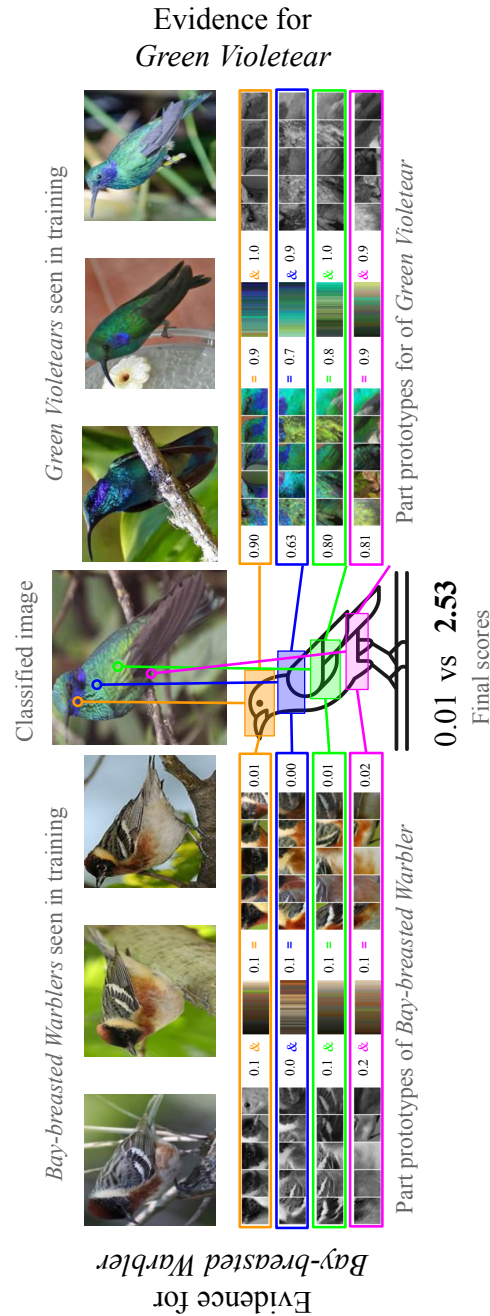 Evidence for
Bay-breasted Warbler
Bay-breasted Warblers seen in training
Classified image
Green Violetears seen in training
Evidence for
Green Violetear
0.1 & 0.1 = 0.01
0.0 & 0.1 = 0.00
0.1 & 0.1 = 0.01
0.2 & 0.1 = 0.02
0.90 = 0.9 & 1.0
0.63 = 0.7 & 0.9
0.80 = 0.8 & 1.0
0.81 = 0.9 & 0.9
Part prototypes of Bay-breasted Warbler
0.01 vs 2.53
Final scores
Part prototypes for of Green Violetear